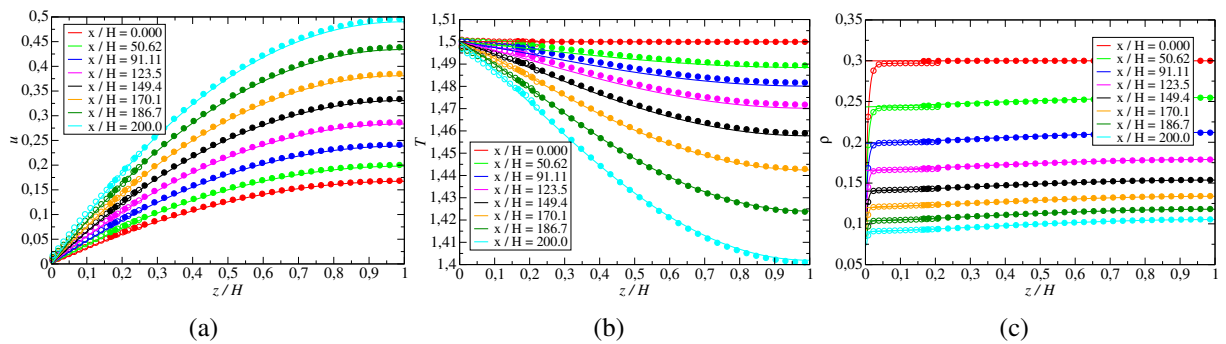 0,5
0,45
0,4
0,35
0,3
0,25
0,2
0,15
0,1
0,05
0
u
x / H = 0.000
x / H = 50.62
x / H = 91.11
x / H = 123.5
x / H = 149.4
x / H = 170.1
x / H = 186.7
x / H = 200.0
0 0,1 0,2 0,3 0,4 0,5 0,6 0,7 0,8 0,9 1
z / H
(a)
1,51
1,5
1,49
1,48
1,47
1,46
1,45
1,44
1,43
1,42
1,41
1,4
T
x / H = 0.000
x / H = 50.62
x / H = 91.11
x / H = 123.5
x / H = 149.4
x / H = 170.1
x / H = 186.7
x / H = 200.0
0 0,1 0,2 0,3 0,4 0,5 0,6 0,7 0,8 0,9 1
z / H
(b)
0,35
0,3
0,25
0,2
0,15
0,1
0,05
ρ
x / H = 0.000
x / H = 50.62
x / H = 91.11
x / H = 123.5
x / H = 149.4
x / H = 170.1
x / H = 186.7
x / H = 200.0
0 0,1 0,2 0,3 0,4 0,5 0,6 0,7 0,8 0,9 1
z / H
(c)